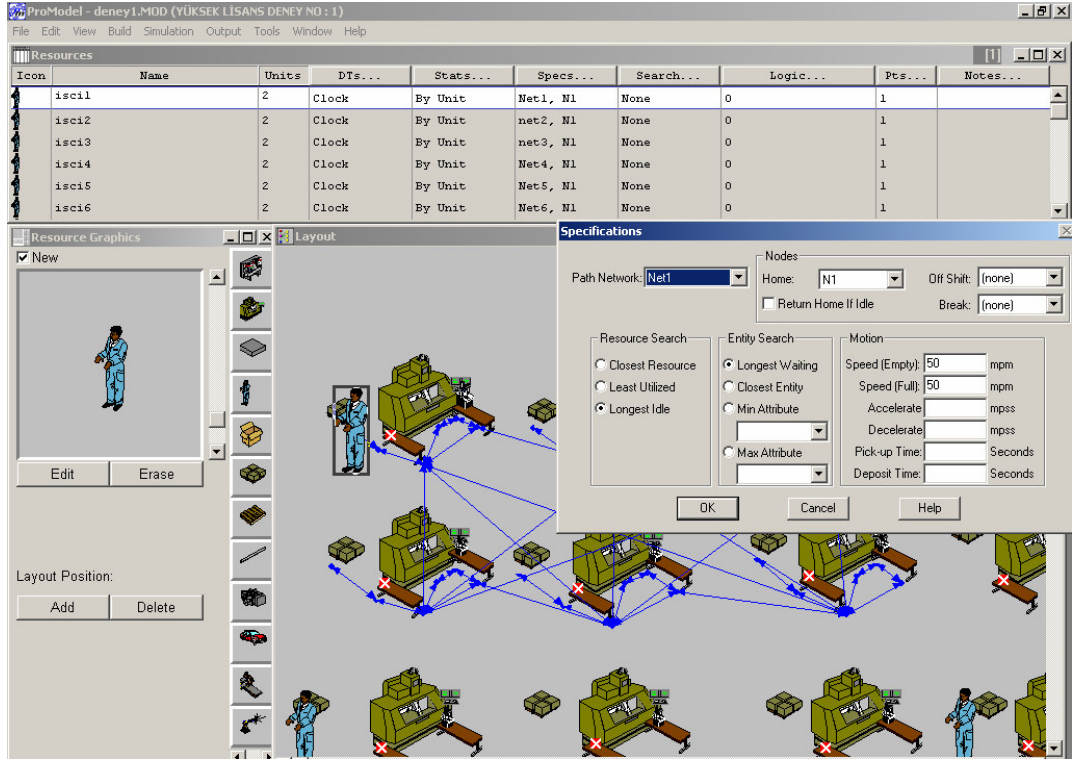 ProModel - deney1.MOD (YÜKSEK LİSANS DENEY NO : 1)
File Edit View Build Simulation Output Tools Window Help
Resources [1]
Icon Name Units DTs... Stats... Specs... Search... Logic... Pts... Notes...
isci1 2 Clock By Unit Net1, N1 None 0 1
isci2 2 Clock By Unit net2, N1 None 0 1
isci3 2 Clock By Unit net3, N1 None 0 1
isci4 2 Clock By Unit Net4, N1 None 0 1
isci5 2 Clock By Unit Net5, N1 None 0 1
isci6 2 Clock By Unit Net6, N1 None 0 1
Resource Graphics
New
Edit Erase
Layout Position:
Add Delete
Layout
Specifications
Path Network: Net1
Nodes
Home: N1 Off Shift: (none)
Return Home If Idle Break: (none)
Resource Search
Closest Resource
Least Utilized
Longest Idle
Entity Search
Longest Waiting
Closest Entity
Min Attribute
Max Attribute
Motion
Speed (Empty): 50 mpm
Speed (Full): 50 mpm
Accelerate mpss
Decelerate mpss
Pick-up Time: Seconds
Deposit Time: Seconds
OK Cancel Help